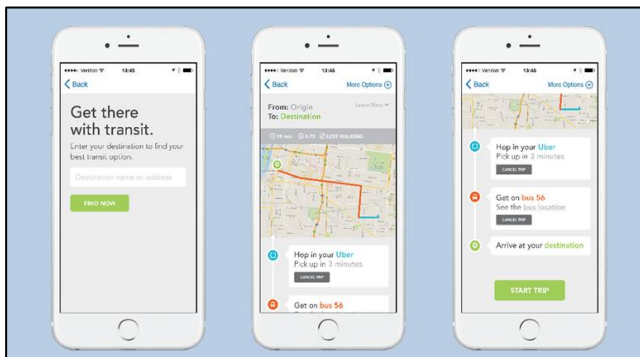 Verizon 13:46
Back
Get there
with transit.
Enter your destination to find your
best transit option.
Destination name or address
FIND NOW
Verizon 13:46
Back More Options
From: Origin Leave Now
To: Destination
LESS WALKING
Hop in your Uber
Pick up in 3 minutes
CANCEL TRIP
Get on bus 56
Verizon 13:46
Back More Options
Hop in your Uber
Pick up in 3 minutes
CANCEL TRIP
Get on bus 56
See the bus location
CANCEL TRIP
Arrive at your destination
START TRIP